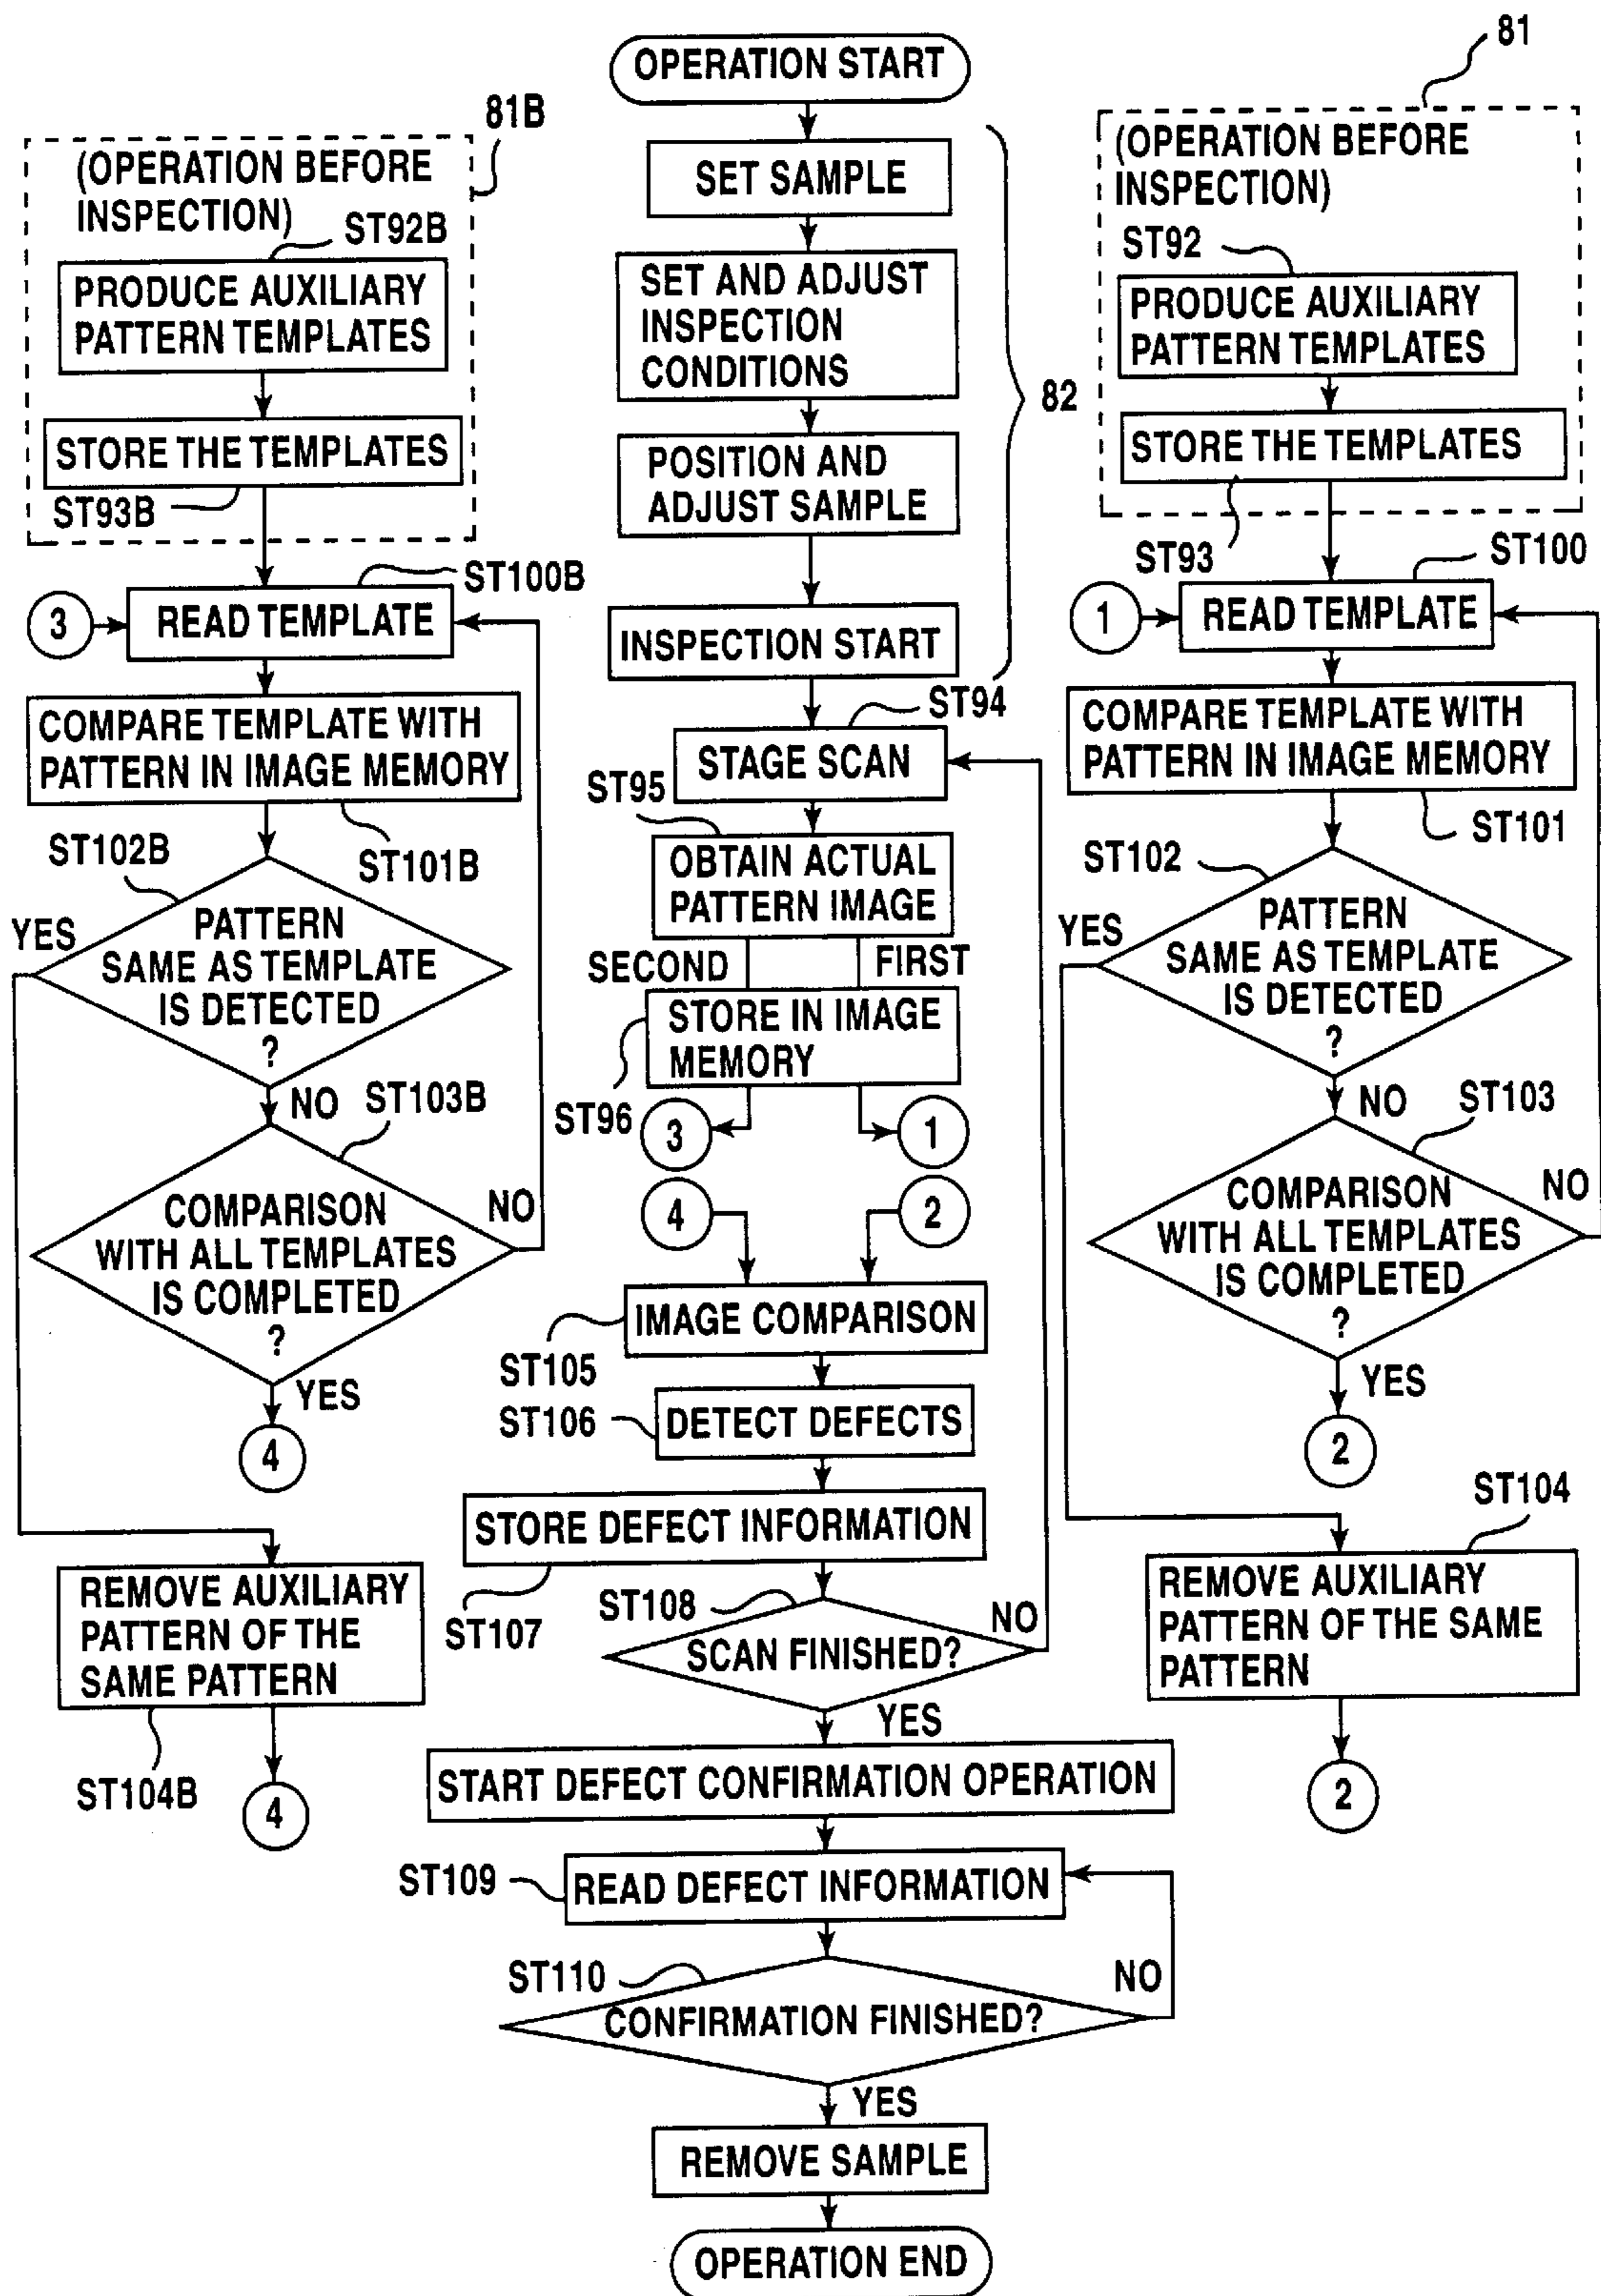 81
OPERATION START
81B
(OPERATION BEFORE
INSPECTION)
ST92B
PRODUCE AUXILIARY
PATTERN TEMPLATES
STORE THE TEMPLATES
ST93B
ST100B
3
READ TEMPLATE
COMPARE TEMPLATE WITH
PATTERN IN IMAGE MEMORY
ST102B
ST101B
YES
PATTERN
SAME AS TEMPLATE
IS DETECTED
?
NO
ST103B
COMPARISON
WITH ALL TEMPLATES
IS COMPLETED
?
NO
YES
4
REMOVE AUXILIARY
PATTERN OF THE
SAME PATTERN
ST104B
4
SET SAMPLE
SET AND ADJUST
INSPECTION
CONDITIONS
82
POSITION AND
ADJUST SAMPLE
INSPECTION START
ST94
STAGE SCAN
ST95
OBTAIN ACTUAL
PATTERN IMAGE
SECOND
FIRST
STORE IN IMAGE
MEMORY
ST96
3
1
4
2
IMAGE COMPARISON
ST105
ST106
DETECT DEFECTS
STORE DEFECT INFORMATION
ST107
ST108
NO
SCAN FINISHED?
YES
START DEFECT CONFIRMATION OPERATION
ST109
READ DEFECT INFORMATION
ST110
NO
CONFIRMATION FINISHED?
YES
REMOVE SAMPLE
OPERATION END
(OPERATION BEFORE
INSPECTION)
ST92
PRODUCE AUXILIARY
PATTERN TEMPLATES
STORE THE TEMPLATES
ST93
ST100
1
READ TEMPLATE
COMPARE TEMPLATE WITH
PATTERN IN IMAGE MEMORY
ST101
ST102
YES
PATTERN
SAME AS TEMPLATE
IS DETECTED
?
NO
ST103
COMPARISON
WITH ALL TEMPLATES
IS COMPLETED
?
NO
YES
2
ST104
REMOVE AUXILIARY
PATTERN OF THE SAME
PATTERN
2